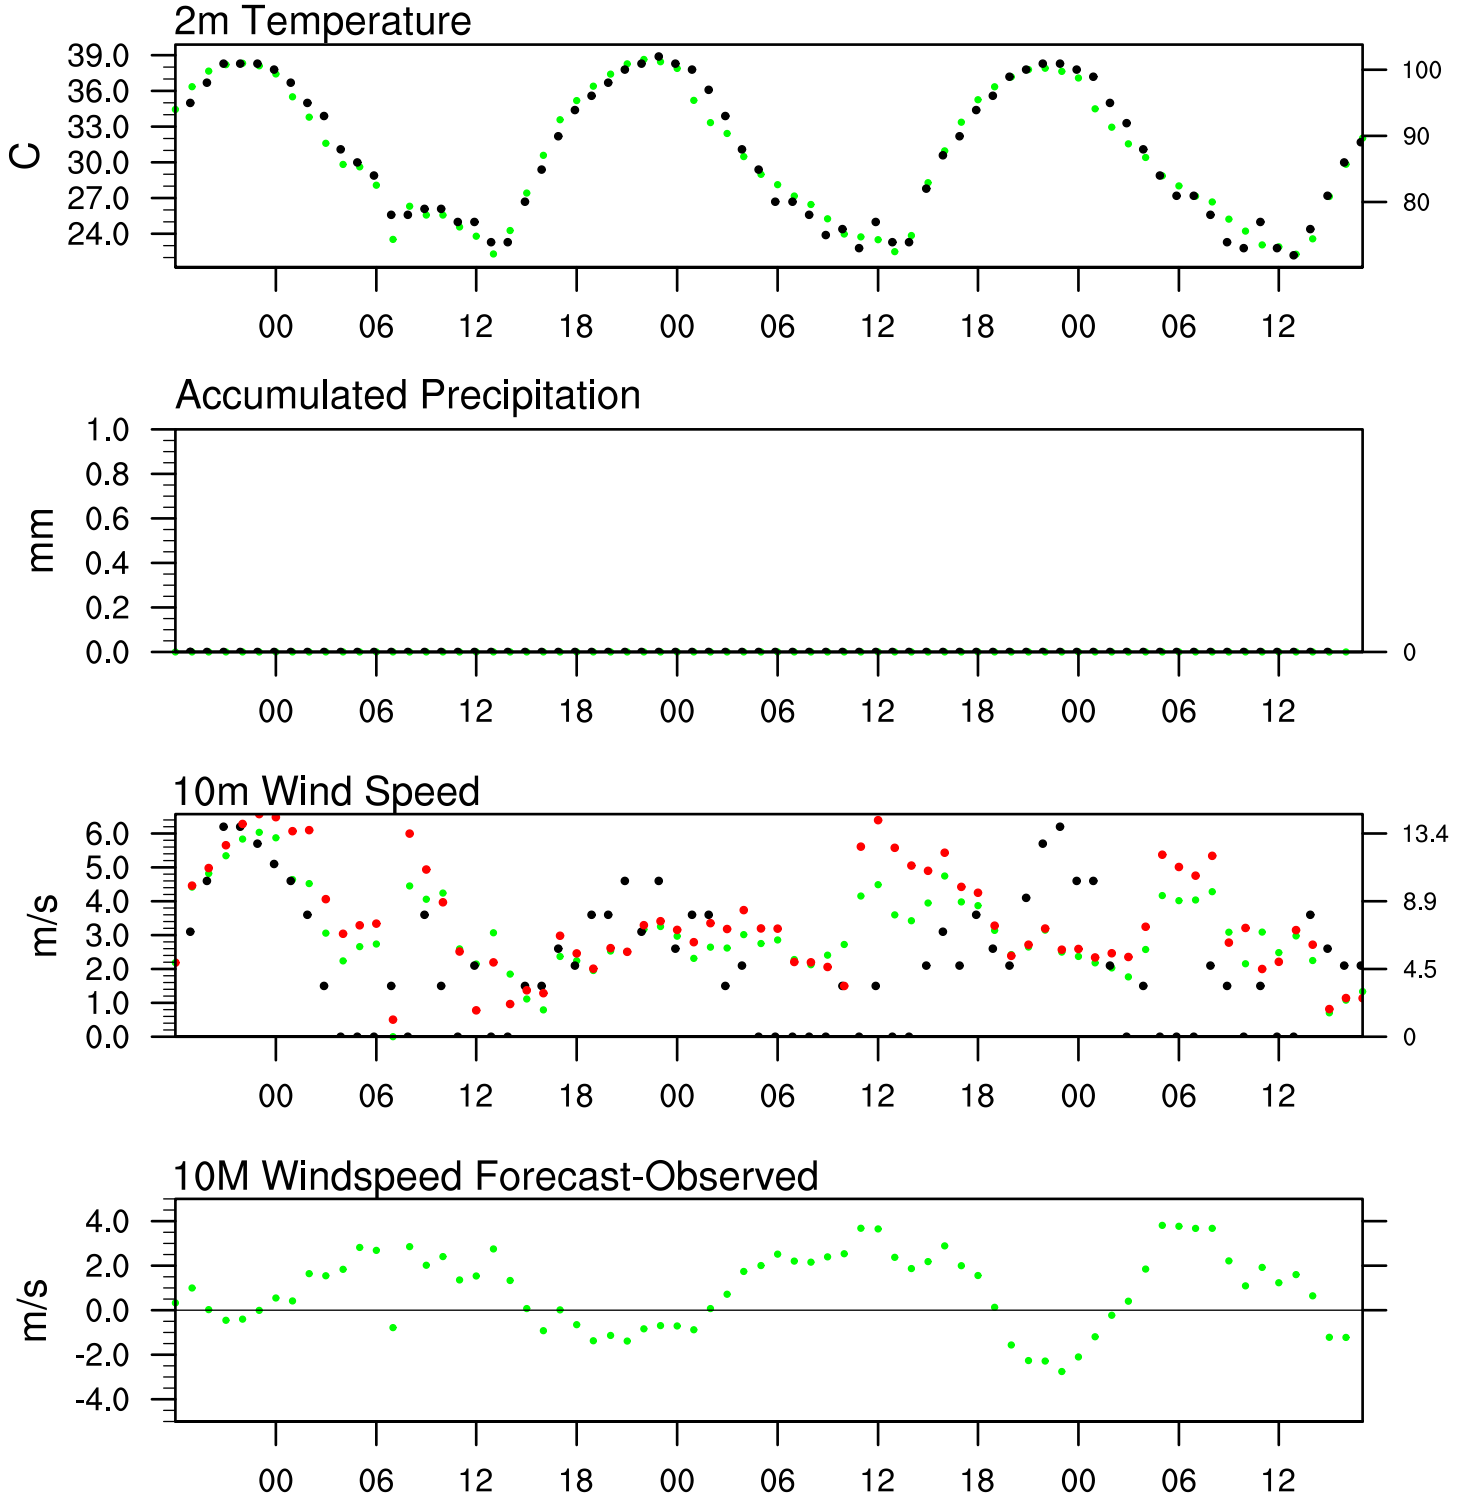 2m Temperature
39.0
36.0
33.0
30.0
27.0
24.0
C
100
90
80
00 06 12 18 00 06 12 18 00 06 12
Accumulated Precipitation
1.0
0.8
0.6
0.4
0.2
0.0
mm
0
00 06 12 18 00 06 12 18 00 06 12
10m Wind Speed
6.0
5.0
4.0
3.0
2.0
1.0
0.0
m/s
13.4
8.9
4.5
0
00 06 12 18 00 06 12 18 00 06 12
10M Windspeed Forecast-Observed
4.0
2.0
0.0
-2.0
-4.0
m/s
00 06 12 18 00 06 12 18 00 06 12